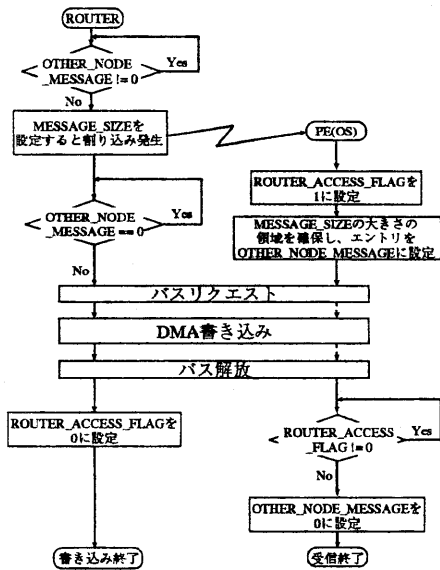 ROUTER
OTHER_NODE
_MESSAGE != 0
Yes
No
MESSAGE_SIZEを
設定すると割り込み発生
PE(OS)
ROUTER_ACCESS_FLAGを
1に設定
OTHER_NODE
_MESSAGE == 0
Yes
No
MESSAGE_SIZEの大きさの
領域を確保し、エントリを
OTHER_NODE_MESSAGEに設定
バスリクエスト
DMA書き込み
バス解放
ROUTER_ACCESS_FLAGを
0に設定
ROUTER_ACCESS
_FLAG != 0
Yes
No
OTHER_NODE_MESSAGEを
0に設定
書き込み終了
受信終了